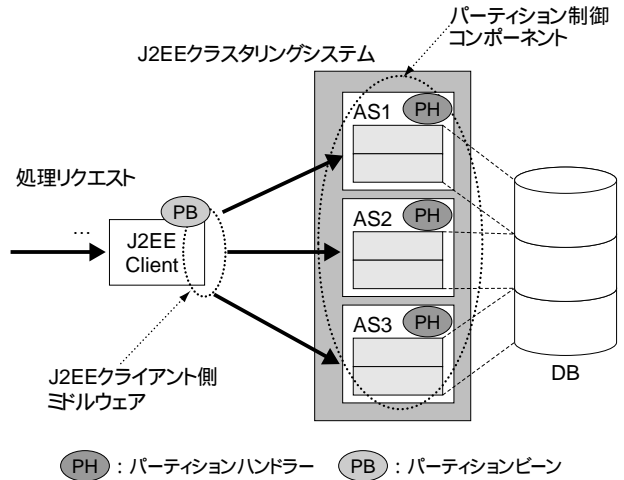 パーティション制御
コンポーネント
J2EEクラスタリングシステム
AS1
PH
処理リクエスト
PB
…
J2EE
Client
AS2
PH
AS3
PH
J2EEクライアント側
ミドルウェア
DB
PH : パーティションハンドラー
PB : パーティションビーン